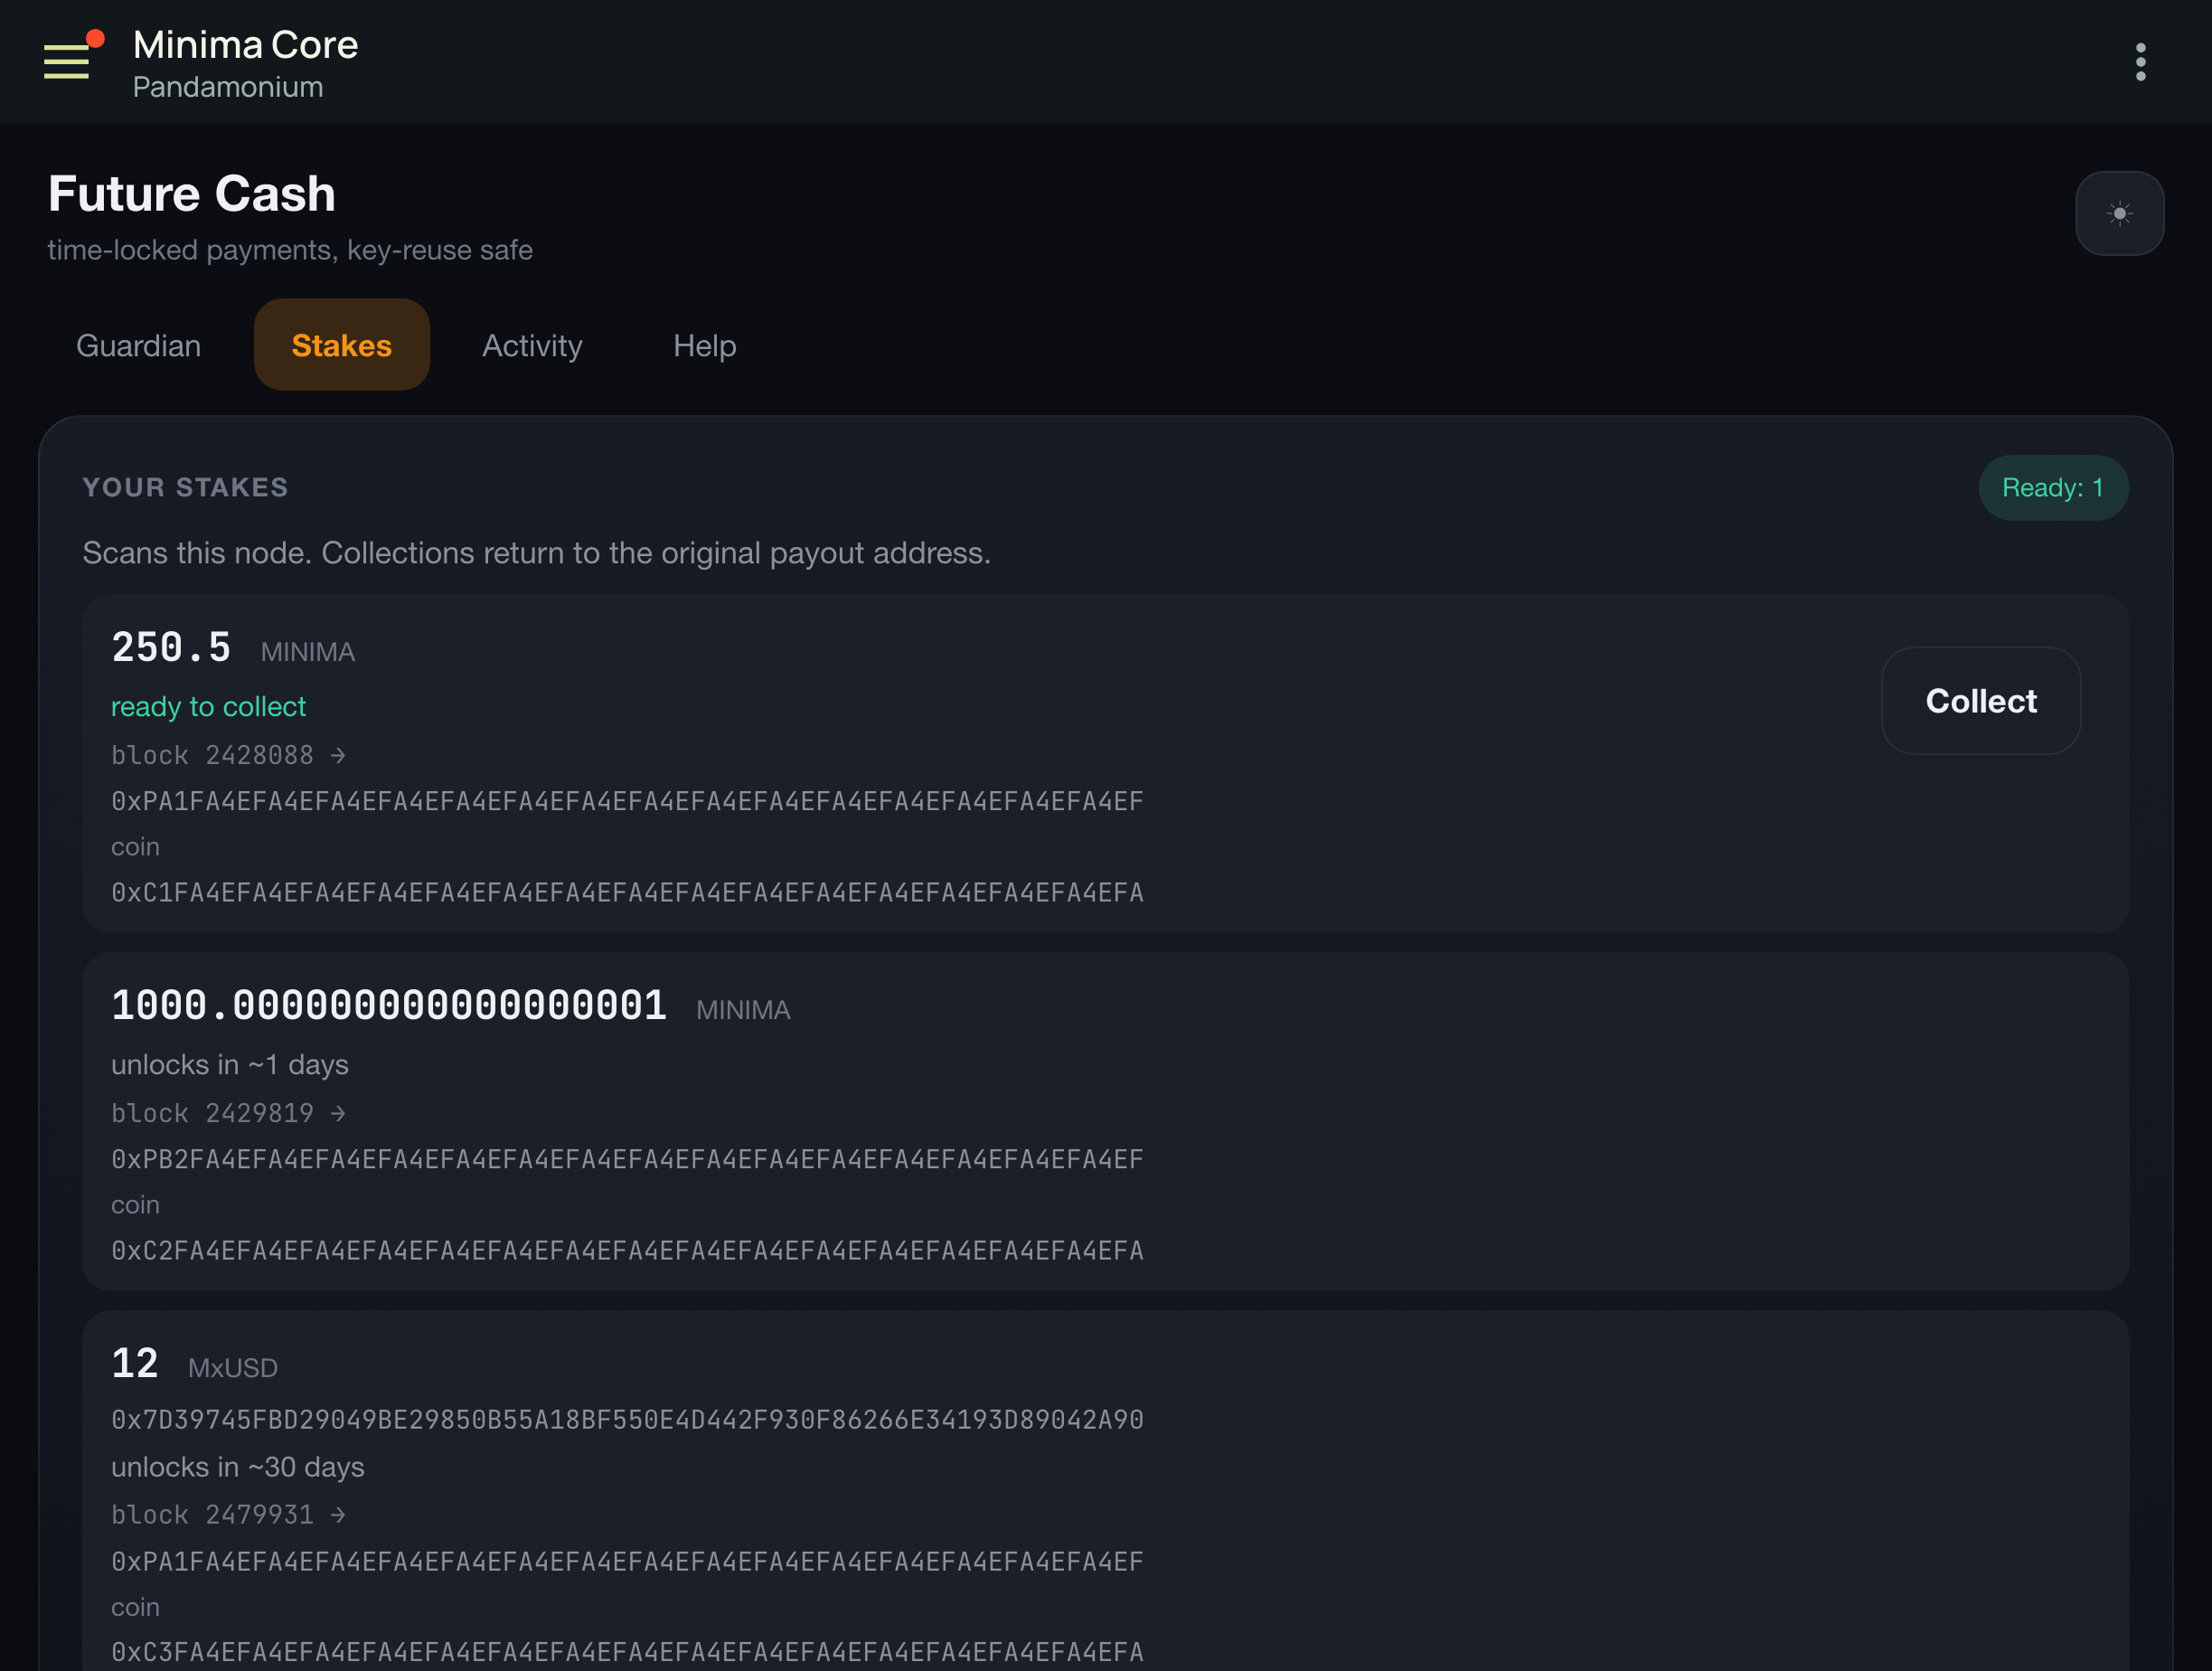 Minima Core
Pandamonium
Future Cash
time-locked payments, key-reuse safe
Guardian Stakes Activity Help
YOUR STAKES Ready: 1
Scans this node. Collections return to the original payout address.
250.5 MINIMA
ready to collect
Collect
block 2428088 →
0xPA1FA4EFA4EFA4EFA4EFA4EFA4EFA4EFA4EFA4EFA4EFA4EFA4EFA4EFA4EFA4EF
coin
0xC1FA4EFA4EFA4EFA4EFA4EFA4EFA4EFA4EFA4EFA4EFA4EFA4EFA4EFA4EFA4EFA
1000.000000000000000001 MINIMA
unlocks in ~1 days
block 2429819 →
0xPB2FA4EFA4EFA4EFA4EFA4EFA4EFA4EFA4EFA4EFA4EFA4EFA4EFA4EFA4EFA4EF
coin
0xC2FA4EFA4EFA4EFA4EFA4EFA4EFA4EFA4EFA4EFA4EFA4EFA4EFA4EFA4EFA4EFA
12 MxUSD
0x7D39745FBD29049BE29850B55A18BF550E4D442F930F86266E34193D89042A90
unlocks in ~30 days
block 2479931 →
0xPA1FA4EFA4EFA4EFA4EFA4EFA4EFA4EFA4EFA4EFA4EFA4EFA4EFA4EFA4EFA4EF
coin
0xC3FA4EFA4EFA4EFA4EFA4EFA4EFA4EFA4EFA4EFA4EFA4EFA4EFA4EFA4EFA4EFA